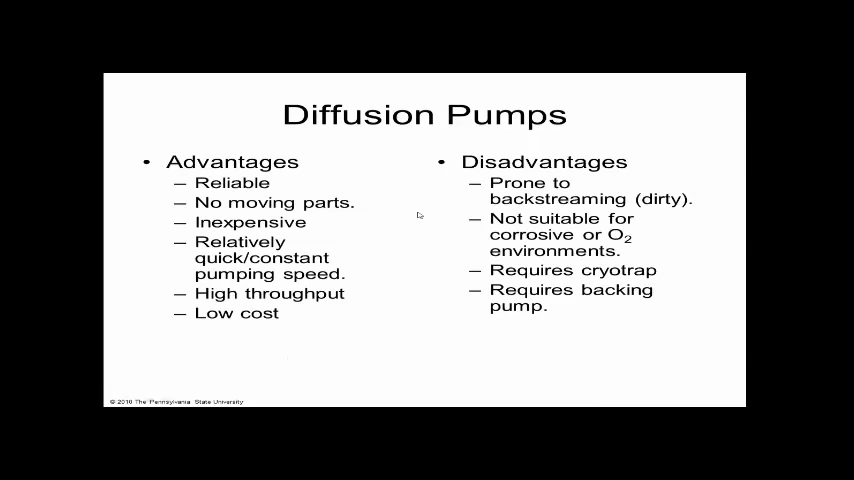 Diffusion Pumps
• Advantages
– Reliable
– No moving parts.
– Inexpensive
– Relatively
quick/constant
pumping speed.
– High throughput
– Low cost
• Disadvantages
– Prone to
backstreaming (dirty).
– Not suitable for
corrosive or O2
environments.
– Requires cryotrap
– Requires backing
pump.
© 2010 The Pennsylvania State University